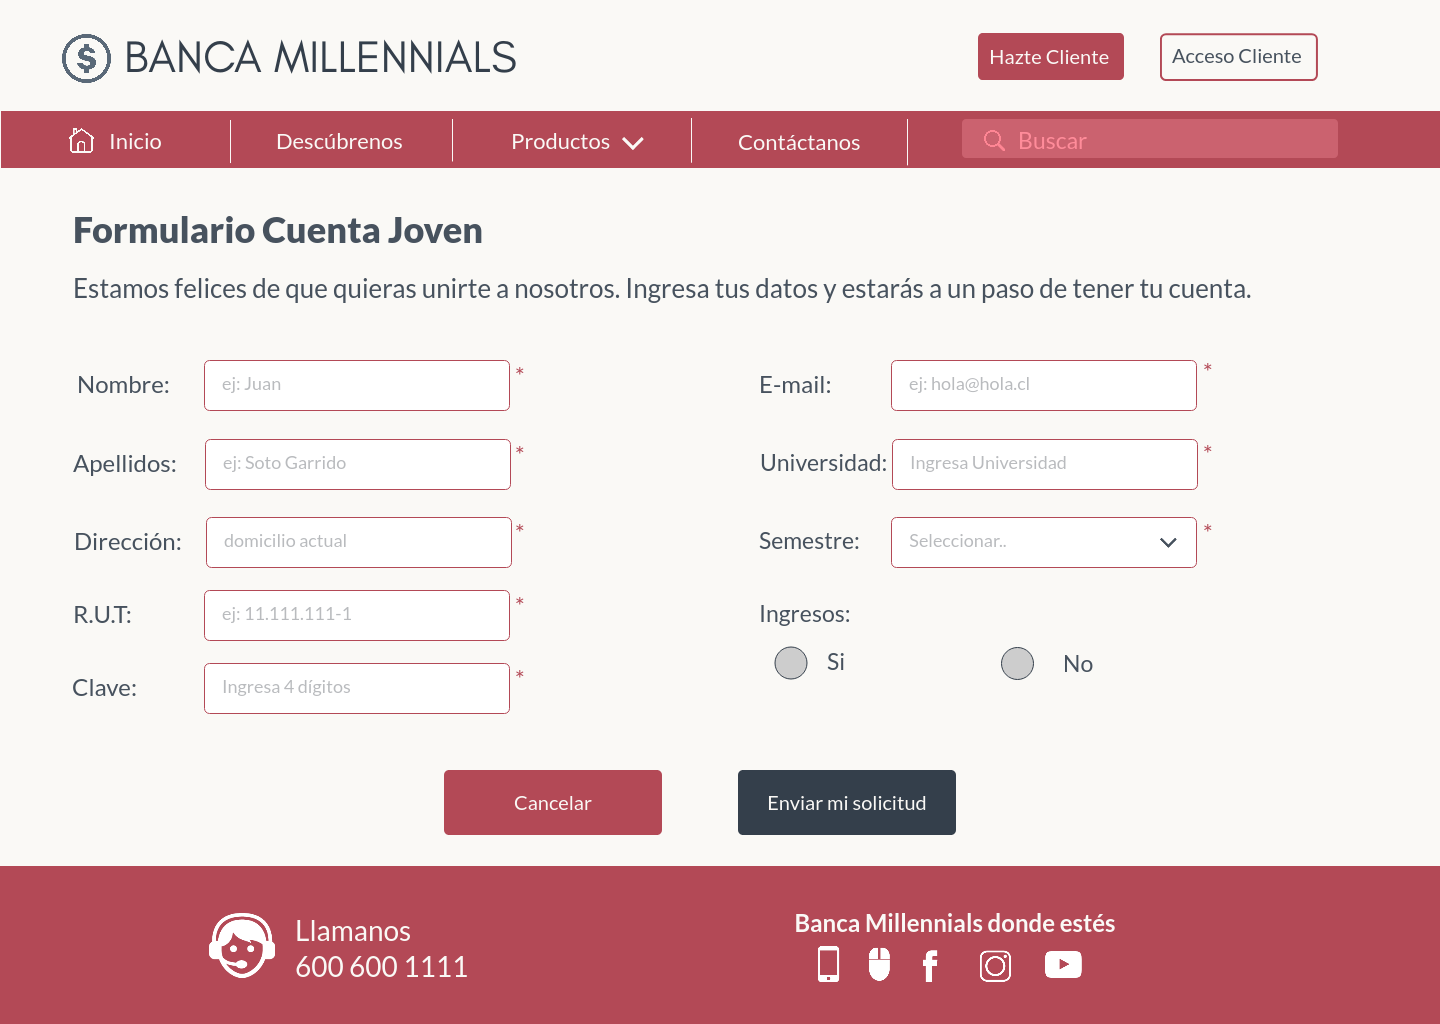 $ BANCA MILLENNIALS
Hazte Cliente
Acceso Cliente
Inicio
Descúbrenos
Productos
Contáctanos
Buscar
Formulario Cuenta Joven
Estamos felices de que quieras unirte a nosotros. Ingresa tus datos y estarás a un paso de tener tu cuenta.
Nombre: ej: Juan *
Apellidos: ej: Soto Garrido *
Dirección: domicilio actual *
R.U.T: ej: 11.111.111-1 *
Clave: Ingresa 4 dígitos *
E-mail: ej: hola@hola.cl *
Universidad: Ingresa Universidad *
Semestre: Seleccionar.. *
Ingresos:
Si
No
Cancelar
Enviar mi solicitud
Llamanos
600 600 1111
Banca Millennials donde estés